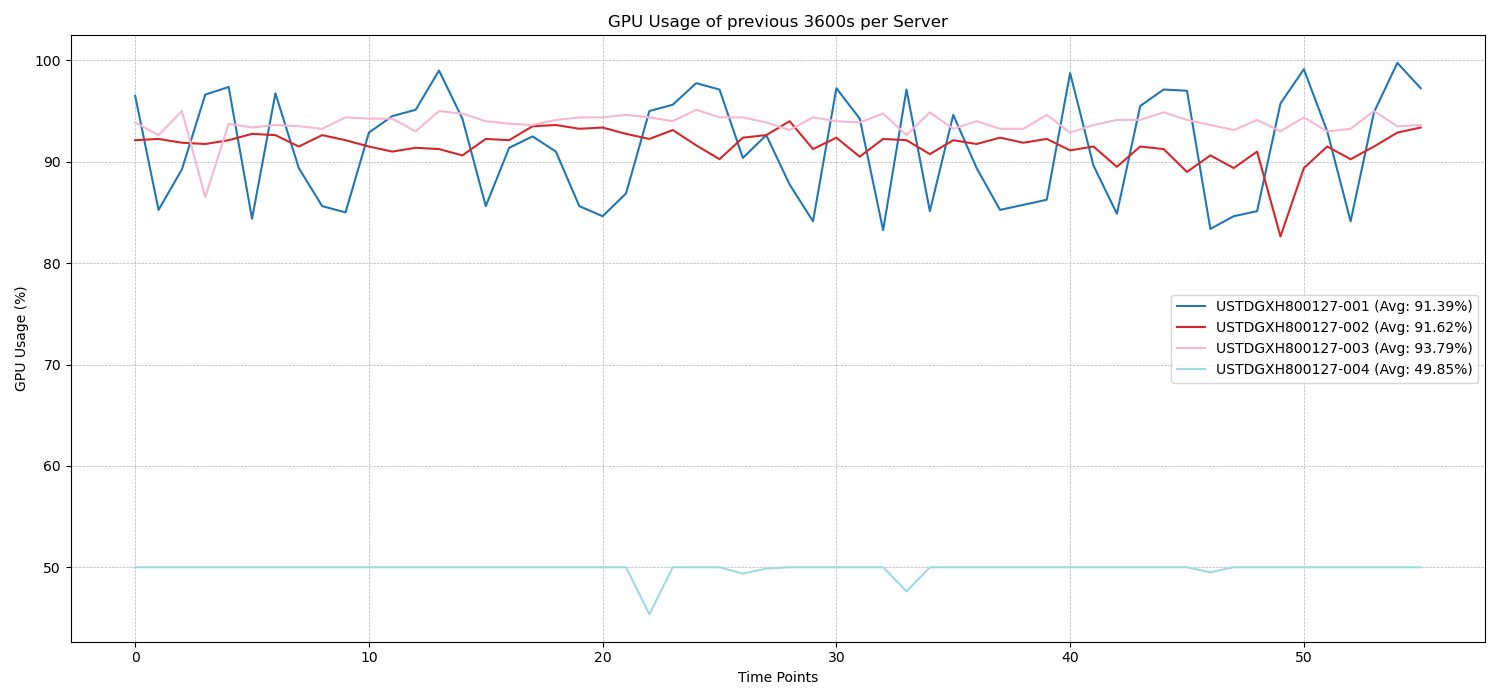 GPU Usage of previous 3600s per Server
GPU Usage (%)
100
90
80
70
60
50
USTDGXH800127-001 (Avg: 91.39%)
USTDGXH800127-002 (Avg: 91.62%)
USTDGXH800127-003 (Avg: 93.79%)
USTDGXH800127-004 (Avg: 49.85%)
0 10 20 30 40 50
Time Points